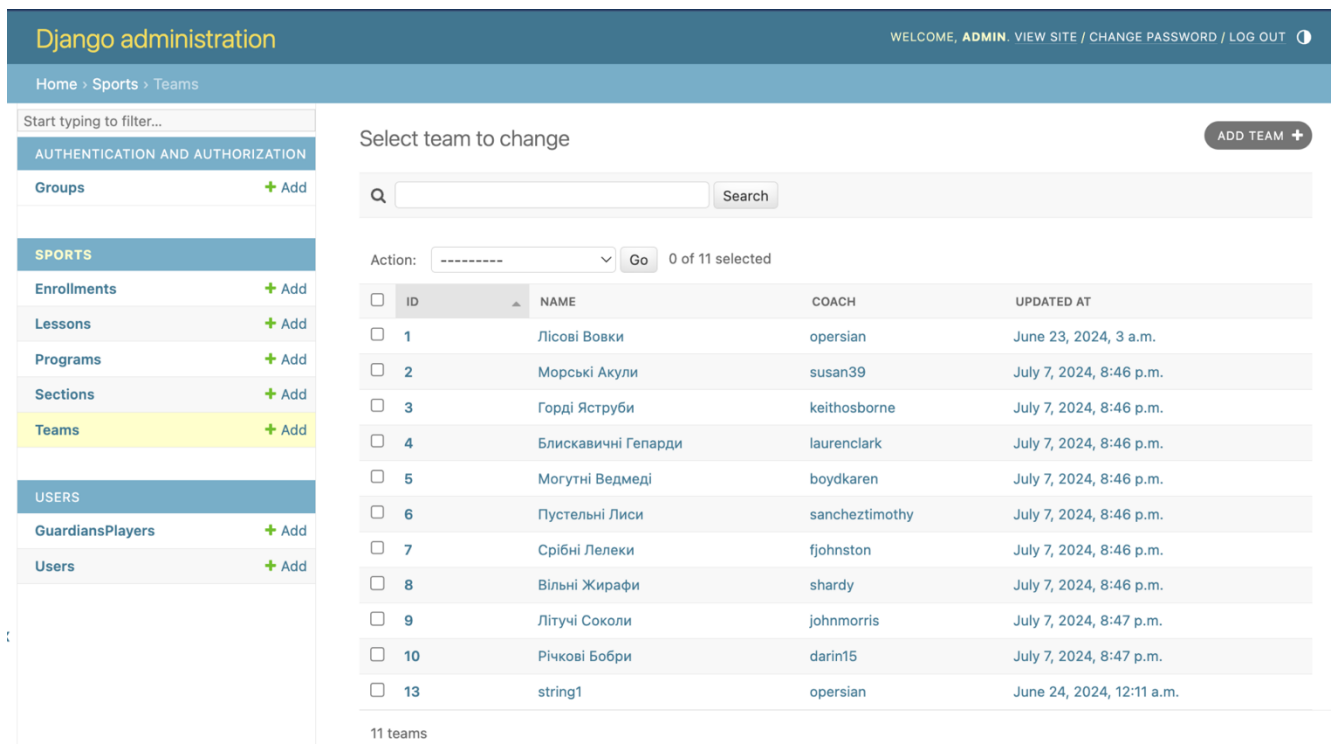 Django administration
WELCOME, ADMIN. VIEW SITE / CHANGE PASSWORD / LOG OUT
Home › Sports › Teams
Start typing to filter...
AUTHENTICATION AND AUTHORIZATION
Groups + Add
SPORTS
Enrollments + Add
Lessons + Add
Programs + Add
Sections + Add
Teams + Add
USERS
GuardiansPlayers + Add
Users + Add
Select team to change
ADD TEAM +
Search
Action: --------- Go 0 of 11 selected
ID NAME COACH UPDATED AT
1 Лісові Вовки opersian June 23, 2024, 3 a.m.
2 Морські Акули susan39 July 7, 2024, 8:46 p.m.
3 Горді Яструби keithosborne July 7, 2024, 8:46 p.m.
4 Блискавичні Гепарди laurenclark July 7, 2024, 8:46 p.m.
5 Могутні Ведмеді boydkaren July 7, 2024, 8:46 p.m.
6 Пустельні Лиси sancheztimothy July 7, 2024, 8:46 p.m.
7 Срібні Лелеки fjohnston July 7, 2024, 8:46 p.m.
8 Вільні Жирафи shardy July 7, 2024, 8:46 p.m.
9 Літучі Соколи johnmorris July 7, 2024, 8:47 p.m.
10 Річкові Бобри darin15 July 7, 2024, 8:47 p.m.
13 string1 opersian June 24, 2024, 12:11 a.m.
11 teams